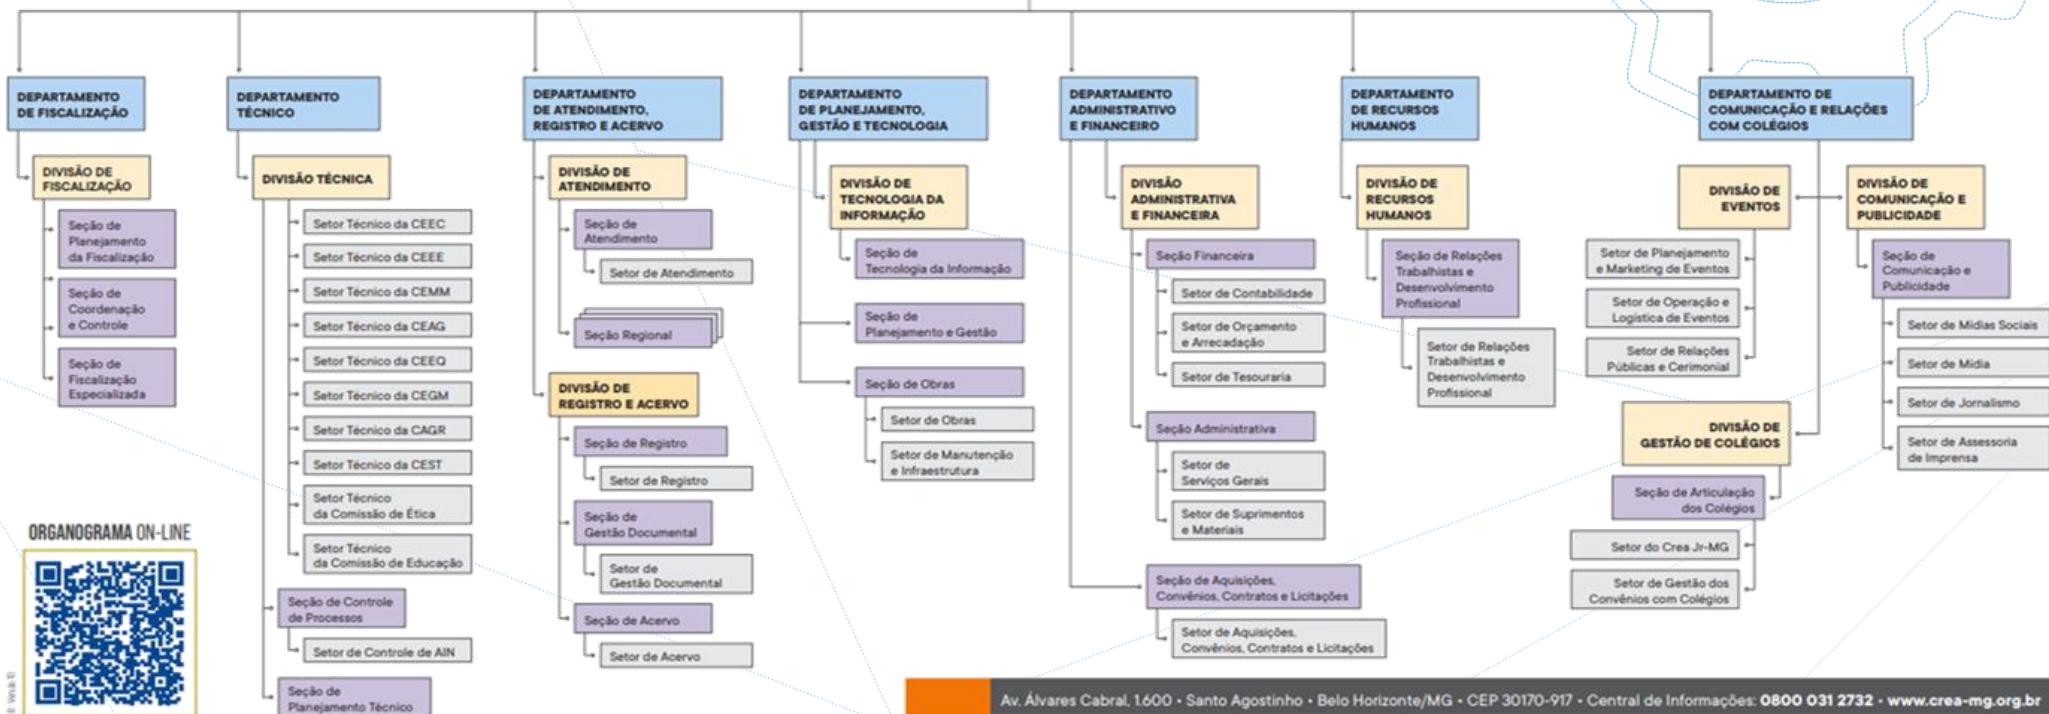 DEPARTAMENTO
DE FISCALIZAÇÃO
DIVISÃO DE
FISCALIZAÇÃO
Seção de
Planejamento
da Fiscalização
Seção de
Coordenação
e Controle
Seção de
Fiscalização
Especializada
DEPARTAMENTO
TÉCNICO
DIVISÃO TÉCNICA
Setor Técnico da CEEC
Setor Técnico da CEEE
Setor Técnico da CEMM
Setor Técnico da CEAG
Setor Técnico da CEEQ
Setor Técnico da CEGM
Setor Técnico da CAGR
Setor Técnico da CEST
Setor Técnico
da Comissão de Ética
Setor Técnico
da Comissão de Educação
Seção de Controle
de Processos
Setor de Controle de AIN
Seção de
Planejamento Técnico
DEPARTAMENTO
DE ATENDIMENTO,
REGISTRO E ACERVO
DIVISÃO DE
ATENDIMENTO
Seção de
Atendimento
Setor de Atendimento
Seção Regional
DIVISÃO DE
REGISTRO E ACERVO
Seção de Registro
Setor de Registro
Seção de
Gestão Documental
Setor de
Gestão Documental
Seção de Acervo
Setor de Acervo
DEPARTAMENTO
DE PLANEJAMENTO,
GESTÃO E TECNOLOGIA
DIVISÃO DE
TECNOLOGIA DA
INFORMAÇÃO
Seção de
Tecnologia da Informação
Seção de
Planejamento e Gestão
Seção de Obras
Setor de Obras
Setor de Manutenção
e Infraestrutura
DEPARTAMENTO
ADMINISTRATIVO
E FINANCEIRO
DIVISÃO
ADMINISTRATIVA
E FINANCEIRA
Seção Financeira
Setor de Contabilidade
Setor de Orçamento
e Arrecadação
Setor de Tesouraria
Seção Administrativa
Setor de
Serviços Gerais
Setor de Suprimentos
e Materiais
Seção de Aquisições,
Convênios, Contratos e Licitações
Setor de Aquisições,
Convênios, Contratos e Licitações
DEPARTAMENTO
DE RECURSOS
HUMANOS
DIVISÃO DE
RECURSOS
HUMANOS
Seção de Relações
Trabalhistas e
Desenvolvimento
Profissional
Setor de Relações
Trabalhistas e
Desenvolvimento
Profissional
DEPARTAMENTO DE
COMUNICAÇÃO E RELAÇÕES
COM COLÉGIOS
DIVISÃO DE
EVENTOS
Setor de Planejamento
e Marketing de Eventos
Setor de Operação e
Logística de Eventos
Setor de Relações
Públicas e Cerimonial
DIVISÃO DE
GESTÃO DE COLÉGIOS
Seção de Articulação
dos Colégios
Setor do Crea Jr-MG
Setor de Gestão dos
Convênios com Colégios
DIVISÃO DE
COMUNICAÇÃO E
PUBLICIDADE
Seção de
Comunicação e
Publicidade
Setor de Mídias Sociais
Setor de Mídia
Setor de Jornalismo
Setor de Assessoria
de Imprensa
ORGANOGRAMA ON-LINE
Av. Álvares Cabral, 1.600 • Santo Agostinho • Belo Horizonte/MG • CEP 30170-917 • Central de Informações: 0800 031 2732 • www.crea-mg.org.br